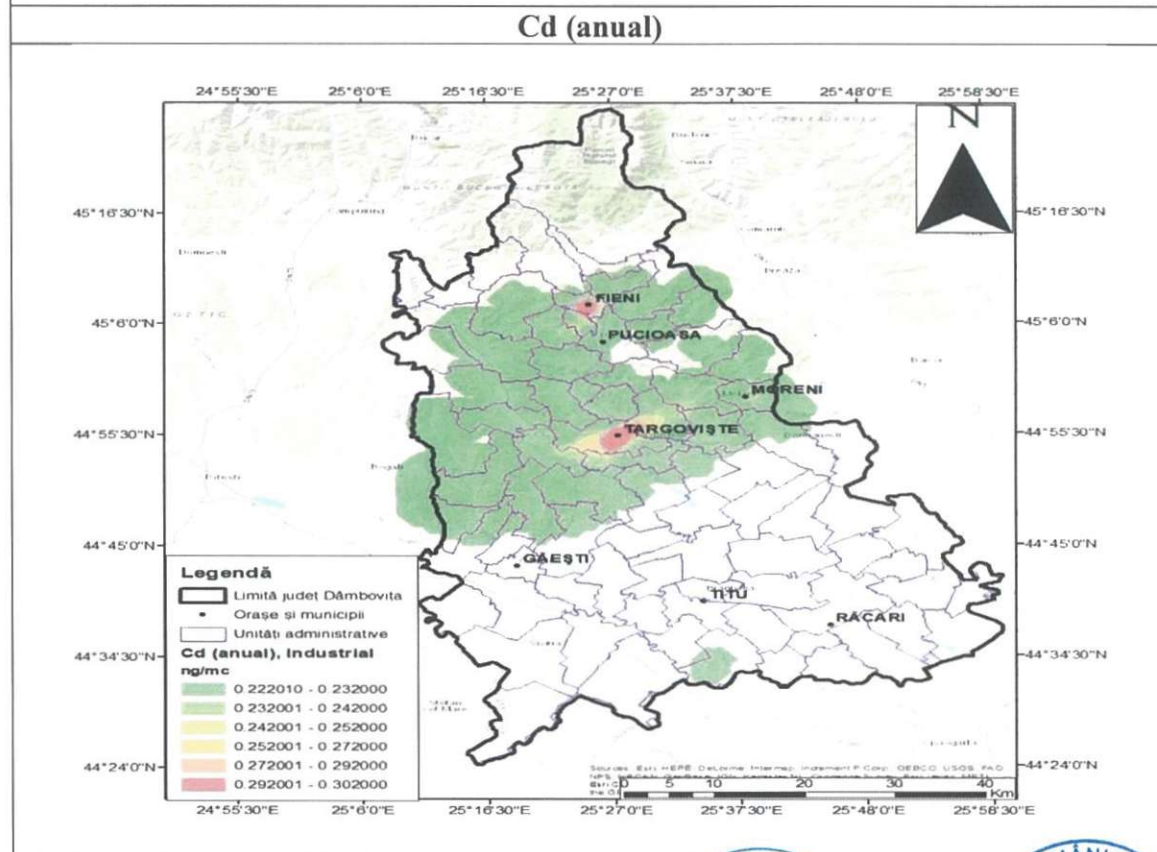 Cd (anual)
24°55'30"E 25°6'0"E 25°16'30"E 25°27'0"E 25°37'30"E 25°48'0"E 25°58'30"E
N
45°16'30"N 45°16'30"N
FIENI
45°6'0"N 45°6'0"N
PUCIOASA
MORENI
TARGOVIȘTE
44°55'30"N 44°55'30"N
44°45'0"N 44°45'0"N
GĂEȘTI
TITU
RĂCARI
44°34'30"N 44°34'30"N
44°24'0"N 44°24'0"N
Legendă
Limită județ Dâmbovița
Orașe și municipii
Unități administrative
Cd (anual), Industrial
ng/mc
0.222010 - 0.232000
0.232001 - 0.242000
0.242001 - 0.252000
0.252001 - 0.272000
0.272001 - 0.292000
0.292001 - 0.302000
0 5 10 20 30 40
Km
24°55'30"E 25°6'0"E 25°16'30"E 25°27'0"E 25°37'30"E 25°48'0"E 25°58'30"E